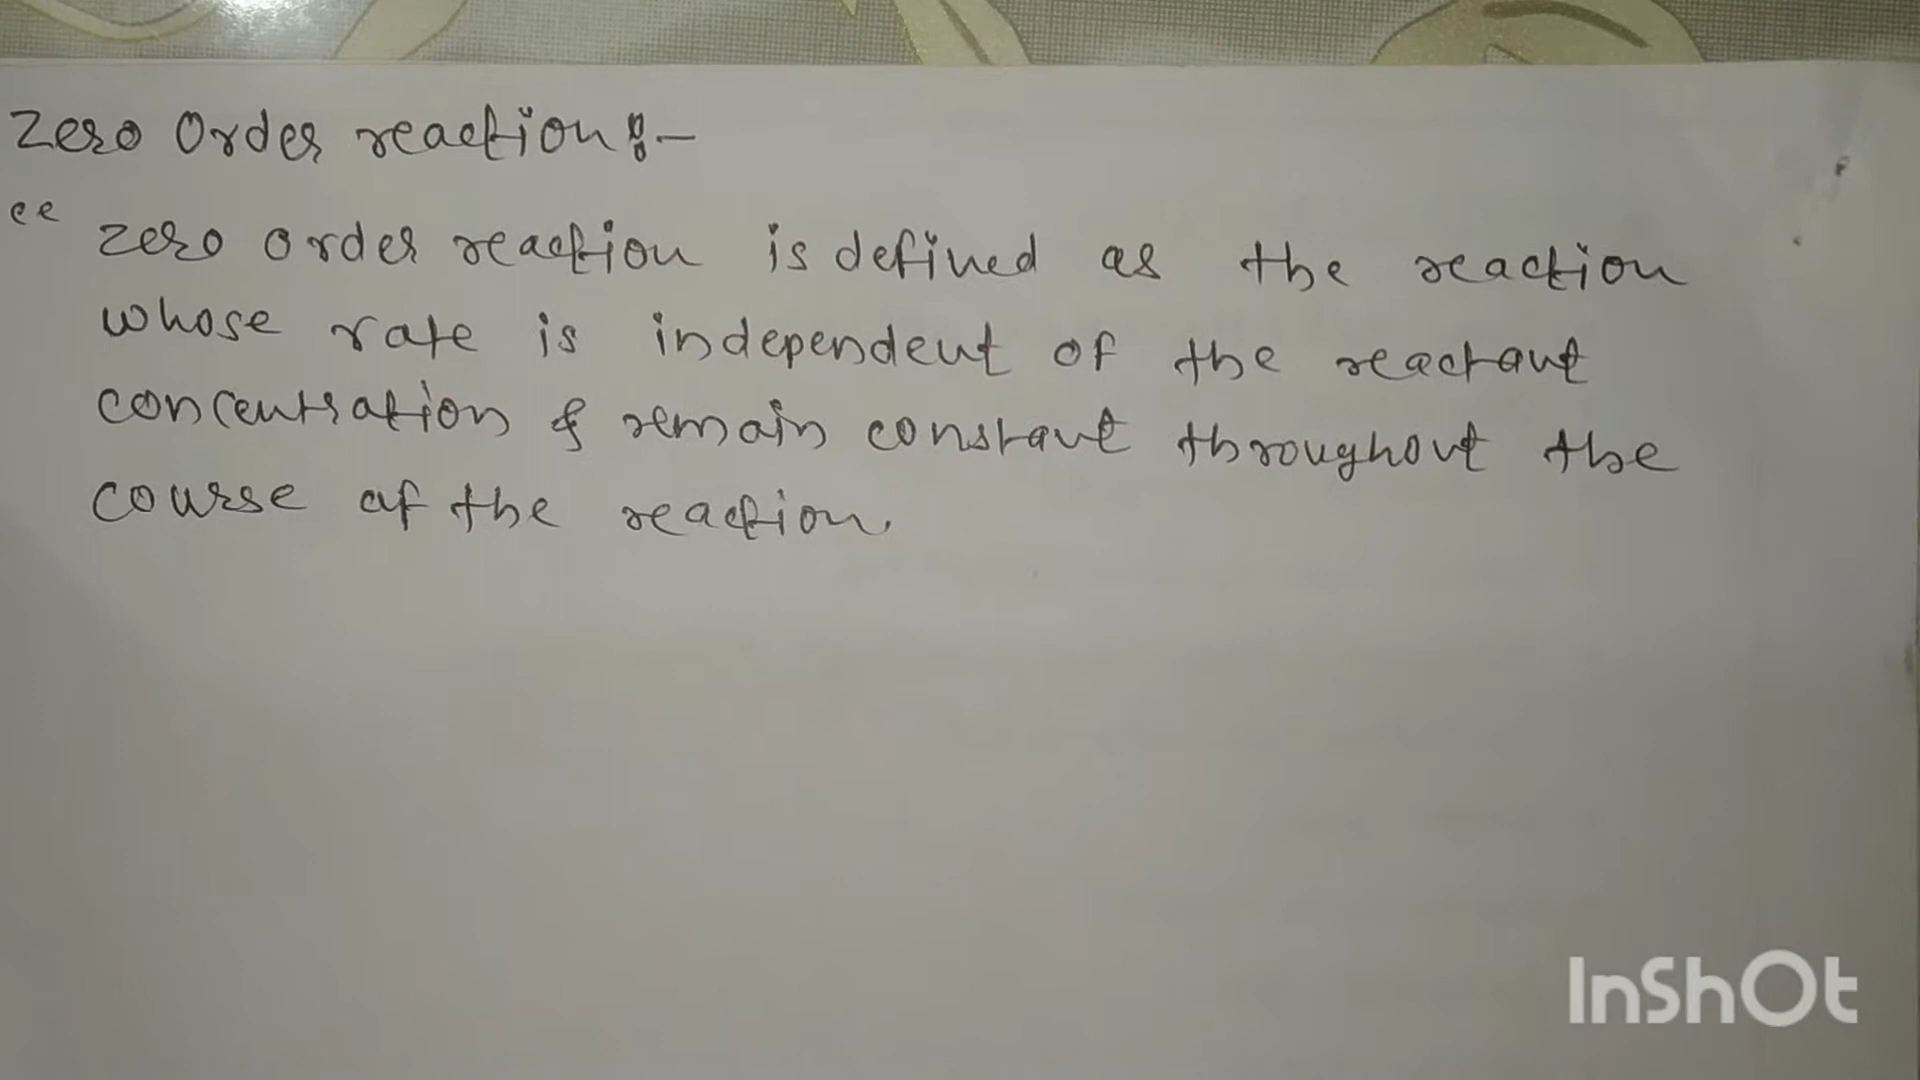 Zero Order reaction:-
“ zero order reaction is defined as the reaction
whose rate is independent of the reactant
concentration & remain constant throughout the
course of the reaction.
InShOt